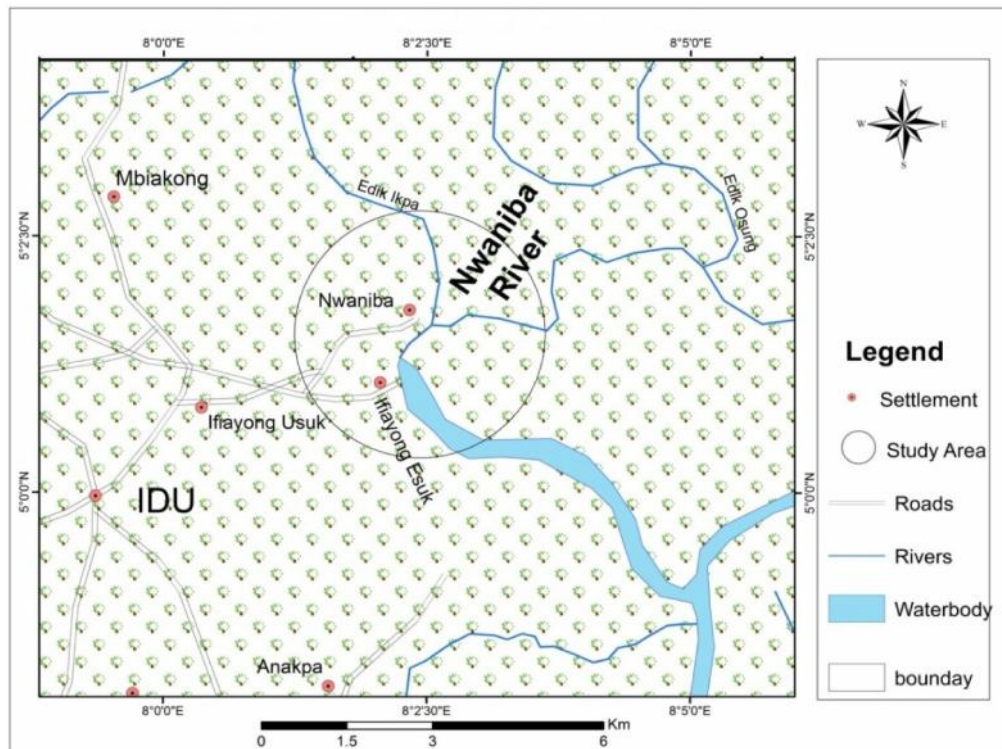 8°0'0"E 8°2'30"E 8°5'0"E
N
W E
S
Mbiakong
Edik Ikpa
Edik Osung
5°2'30"N
5°2'30"N
Nwaniba
River
Nwaniba
Legend
Settlement
Ifiayong Usuk
Ifiayong Esuk
Study Area
IDU
5°0'0"N
5°0'0"N
Roads
Rivers
Waterbody
Anakpa
bounday
8°0'0"E 8°2'30"E 8°5'0"E
Km
0 1.5 3 6